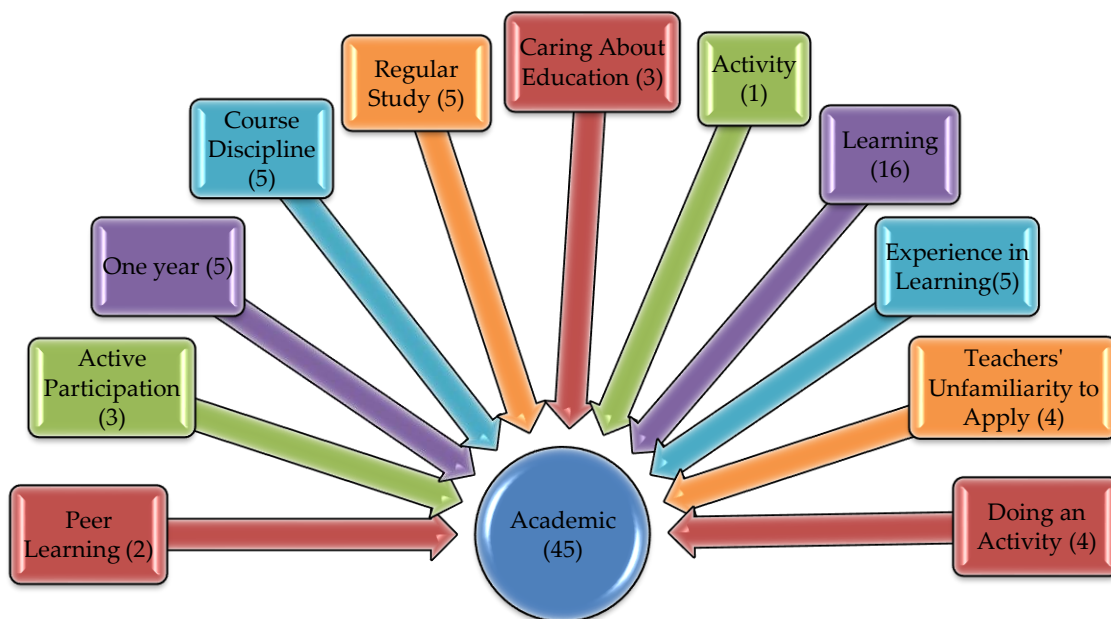 Peer
Learning (2)
Active
Participation
(3)
One year (5)
Course
Discipline
(5)
Regular
Study (5)
Caring About
Education (3)
Activity
(1)
Learning
(16)
Experience in
Learning(5)
Teachers'
Unfamiliarity to
Apply (4)
Doing an
Activity (4)
Academic
(45)